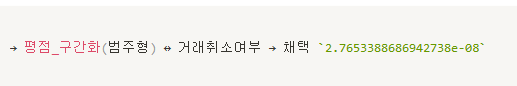 → 평점_구간화(범주형) ↔ 거래취소여부 → 채택 `2.7653388686942738e-08`